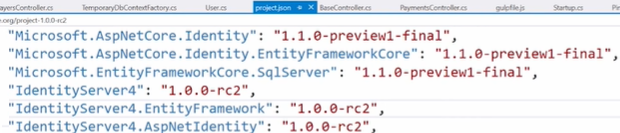 ayersController.cs TemporaryDbContextFactory.cs User.cs project.json BaseController.cs PaymentsController.cs gulpfile.js Startup.cs
e.org/project-1.0.0-rc2
"Microsoft.AspNetCore.Identity": "1.1.0-preview1-final",
"Microsoft.AspNetCore.Identity.EntityFrameworkCore": "1.1.0-preview1-final",
"Microsoft.EntityFrameworkCore.SqlServer": "1.1.0-preview1-final",
"IdentityServer4": "1.0.0-rc2",
"IdentityServer4.EntityFramework": "1.0.0-rc2",
"IdentityServer4.AspNetIdentity": "1.0.0-rc2",